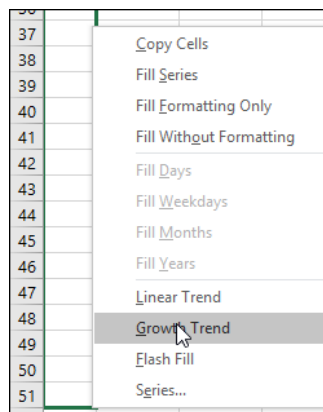 36
37
38
39
40
41
42
43
44
45
46
47
48
49
50
51
Copy Cells
Fill Series
Fill Formatting Only
Fill Without Formatting
Fill Days
Fill Weekdays
Fill Months
Fill Years
Linear Trend
Growth Trend
Flash Fill
Series...